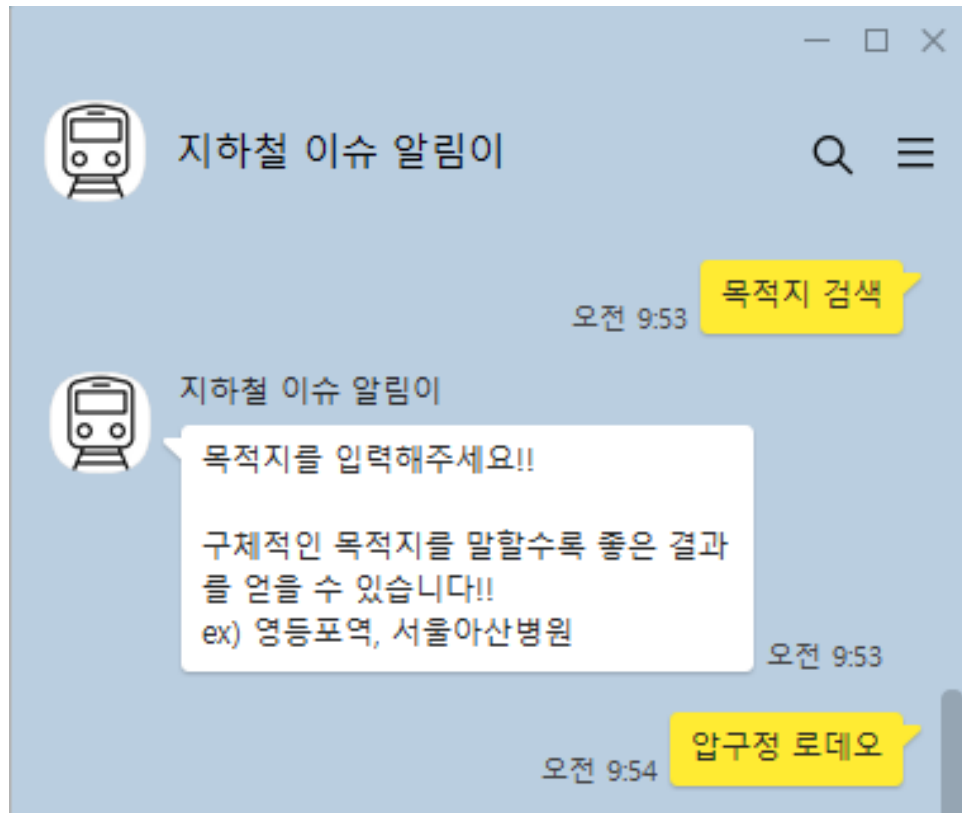 지하철 이슈 알림이
목적지 검색
오전 9:53
지하철 이슈 알림이
목적지를 입력해주세요!!
구체적인 목적지를 말할수록 좋은 결과
를 얻을 수 있습니다!!
ex) 영등포역, 서울아산병원
오전 9:53
압구정 로데오
오전 9:54